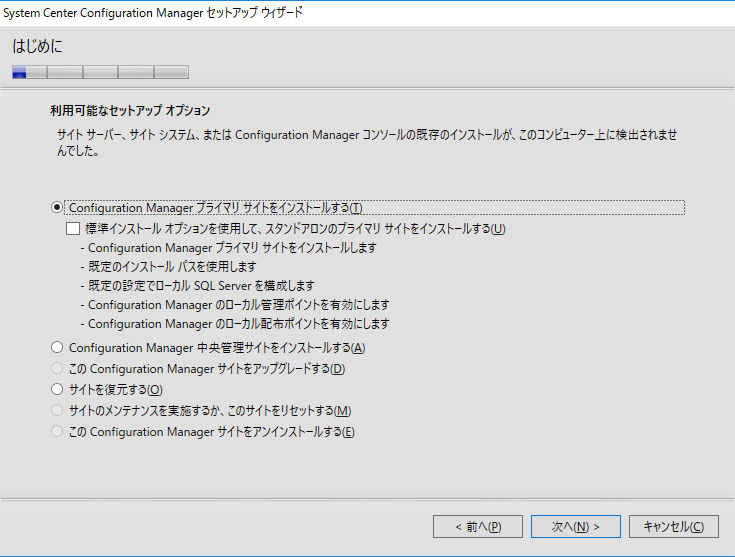 System Center Configuration Manager セットアップ ウィザード
はじめに
利用可能なセットアップ オプション
サイト サーバー、サイト システム、または Configuration Manager コンソールの既存のインストールが、このコンピューター上に検出されませ
んでした。
Configuration Manager プライマリ サイトをインストールする(T)
標準インストール オプションを使用して、スタンドアロンのプライマリ サイトをインストールする(U)
- Configuration Manager プライマリ サイトをインストールします
- 既定のインストール パスを使用します
- 既定の設定でローカル SQL Server を構成します
- Configuration Manager のローカル管理ポイントを有効にします
- Configuration Manager のローカル配布ポイントを有効にします
Configuration Manager 中央管理サイトをインストールする(A)
この Configuration Manager サイトをアップグレードする(D)
サイトを復元する(O)
サイトのメンテナンスを実施するか、このサイトをリセットする(M)
この Configuration Manager サイトをアンインストールする(E)
< 前へ(P) 次へ(N) > キャンセル(C)